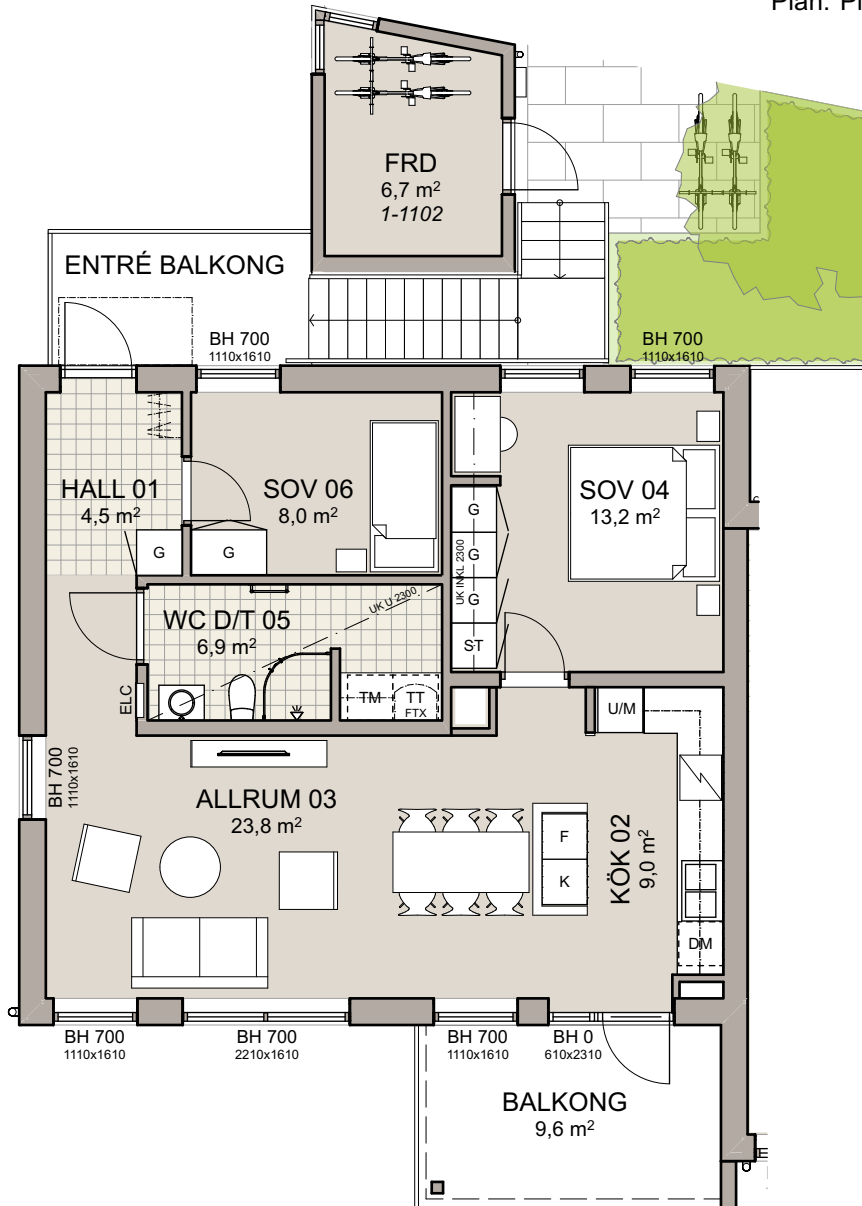 Plan. Pl
FRD
6,7 m²
1-1102
ENTRÉ BALKONG
BH 700
1110x1610
BH 700
1110x1610
HALL 01
4,5 m²
G
SOV 06
8,0 m²
G
SOV 04
13,2 m²
G
G
G
ST
UK INKL 2300
WC D/T 05
6,9 m²
UK U 2300
TM
TT
FTX
ELC
U/M
BH 700
1110x1610
ALLRUM 03
23,8 m²
F
K
KÖK 02
9,0 m²
DM
BH 700
1110x1610
BH 700
2210x1610
BH 700
1110x1610
BH 0
610x2310
BALKONG
9,6 m²